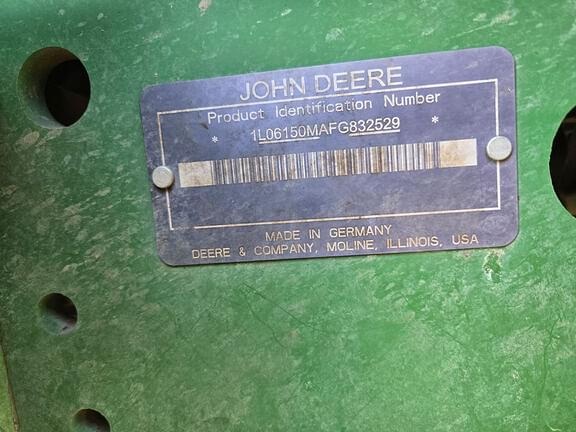 JOHN DEERE
Product Identification Number
* 1L06150MAFG832529 *
MADE IN GERMANY
DEERE & COMPANY, MOLINE, ILLINOIS, USA